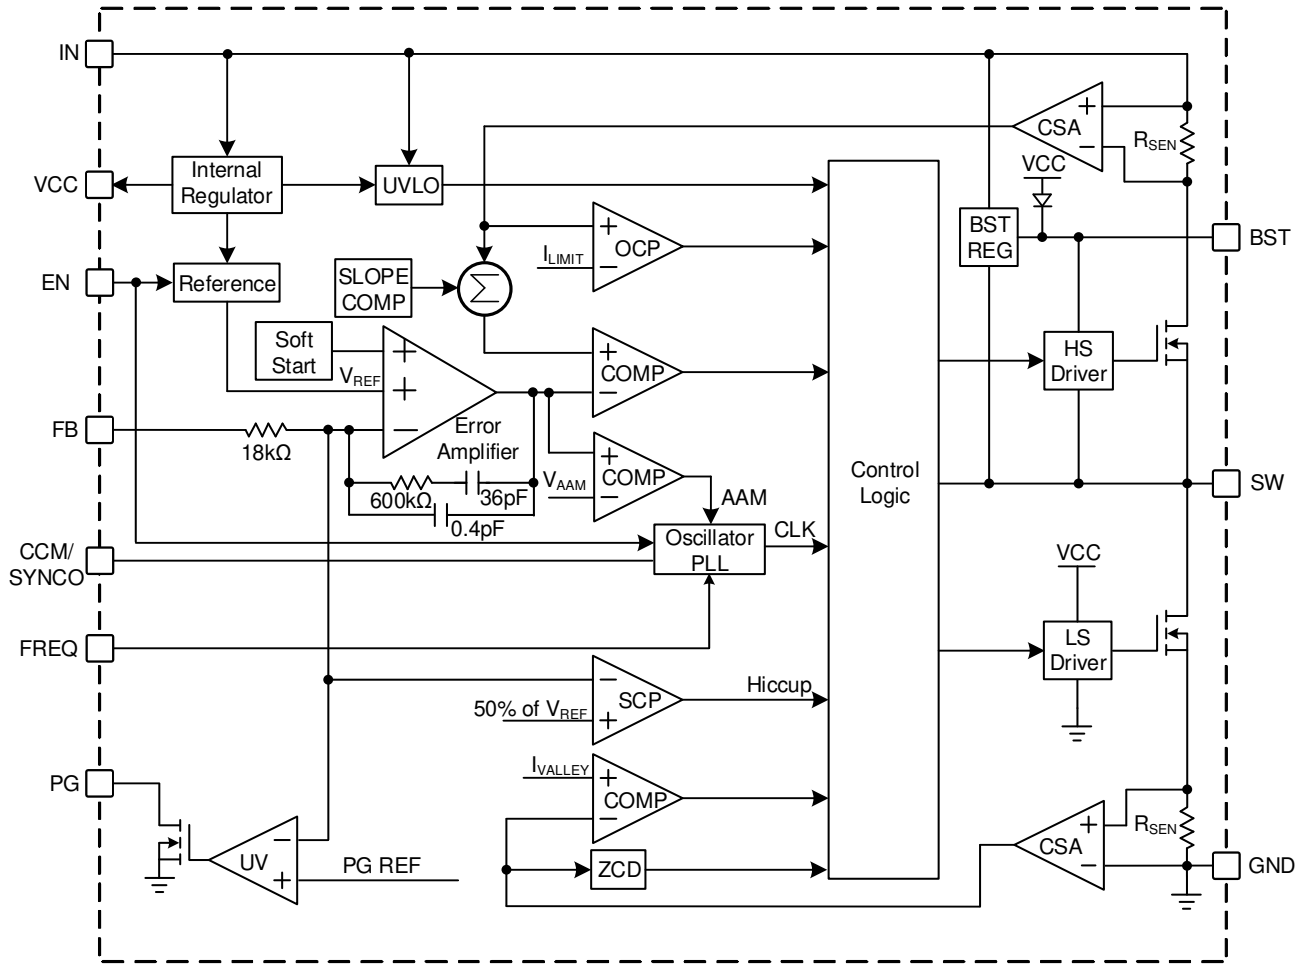 IN
CSA
+
−
R_SEN
VCC
Internal
Regulator
VCC
UVLO
BST
REG
BST
+
OCP
I_LIMIT
−
EN
Reference
SLOPE
COMP
Σ
Soft
Start
+
V_REF
+
−
Error
Amplifier
+
COMP
−
HS
Driver
FB
18kΩ
600kΩ
36pF
0.4pF
+
V_AAM
COMP
−
AAM
Control
Logic
SW
CCM/
SYNCO
Oscillator
PLL
CLK
VCC
FREQ
LS
Driver
−
SCP
50% of V_REF
+
Hiccup
I_VALLEY
+
COMP
−
PG
UV
−
+
PG REF
ZCD
+
CSA
−
R_SEN
GND